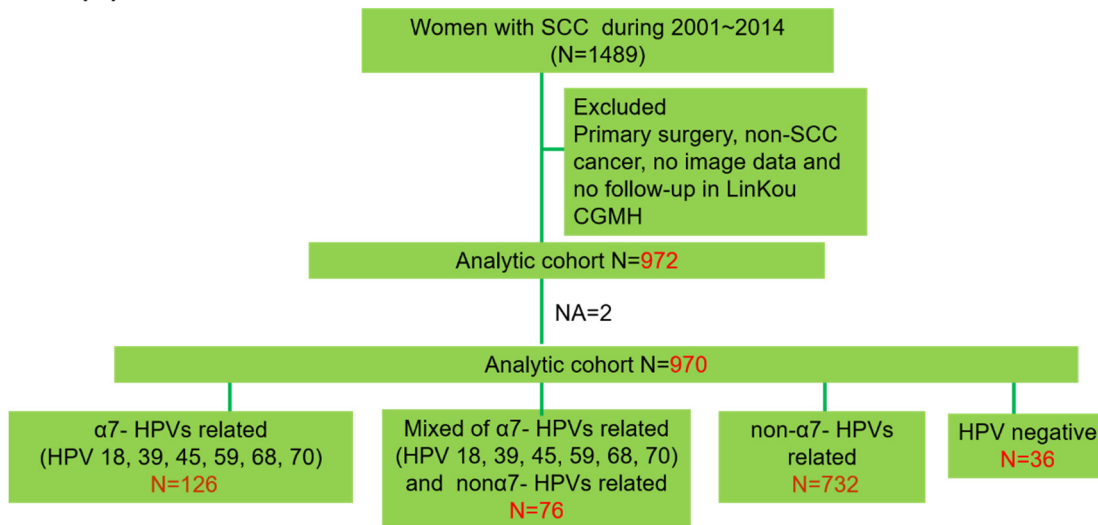 Women with SCC during 2001~2014
(N=1489)
Excluded
Primary surgery, non-SCC
cancer, no image data and
no follow-up in LinKou
CGMH
Analytic cohort N=972
NA=2
Analytic cohort N=970
α7- HPVs related
(HPV 18, 39, 45, 59, 68, 70)
N=126
Mixed of α7- HPVs related
(HPV 18, 39, 45, 59, 68, 70)
and nonα7- HPVs related
N=76
non-α7- HPVs
related
N=732
HPV negative
N=36